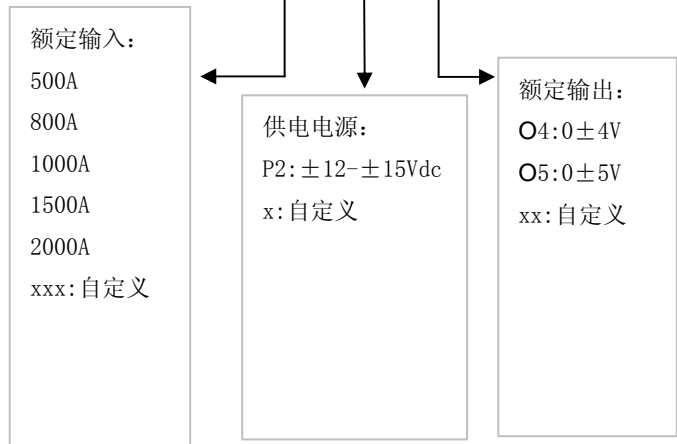 额定输入：
500A
800A
1000A
1500A
2000A
xxx:自定义
供电电源：
P2:±12-±15Vdc
x:自定义
额定输出：
O4:0±4V
O5:0±5V
xx:自定义